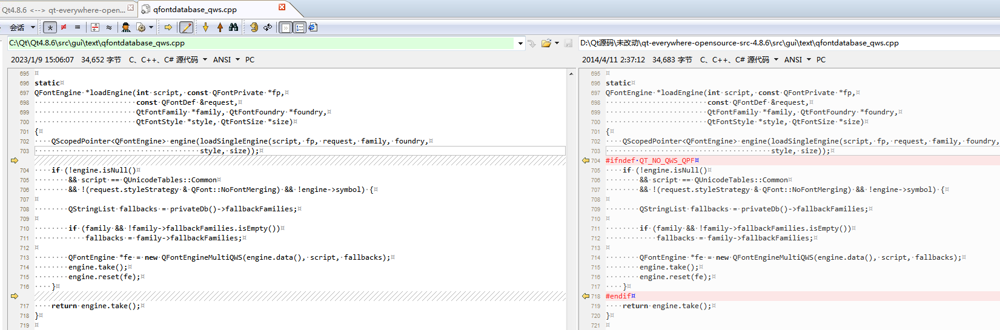 Qt4.8.6 <--> qt-everywhere-open...
qfontdatabase_qws.cpp
会话
C:\Qt\Qt4.8.6\src\gui\text\qfontdatabase_qws.cpp
2023/1/9 15:06:07 34,652 字节 C、C++、C# 源代码 ANSI PC
695
696 static
697 QFontEngine *loadEngine(int script, const QFontPrivate *fp,
698 const QFontDef &request,
699 QtFontFamily *family, QtFontFoundry *foundry,
700 QtFontStyle *style, QtFontSize *size)
701 {
702 QScopedPointer<QFontEngine> engine(loadSingleEngine(script, fp, request, family, foundry,
703 style, size));
704 if (!engine.isNull()
705 && script == QUnicodeTables::Common
706 && !(request.styleStrategy & QFont::NoFontMerging) && !engine->symbol) {
707
708 QStringList fallbacks = privateDb()->fallbackFamilies;
709
710 if (family && !family->fallbackFamilies.isEmpty())
711 fallbacks = family->fallbackFamilies;
712
713 QFontEngine *fe = new QFontEngineMultiQWS(engine.data(), script, fallbacks);
714 engine.take();
715 engine.reset(fe);
716 }
717 return engine.take();
718 }
719
D:\Qt源码\未改动\qt-everywhere-opensource-src-4.8.6\src\gui\text\qfontdatabase_qws.cpp
2014/4/11 2:37:12 34,683 字节 C、C++、C# 源代码 ANSI PC
695
696 static
697 QFontEngine *loadEngine(int script, const QFontPrivate *fp,
698 const QFontDef &request,
699 QtFontFamily *family, QtFontFoundry *foundry,
700 QtFontStyle *style, QtFontSize *size)
701 {
702 QScopedPointer<QFontEngine> engine(loadSingleEngine(script, fp, request, family, foundry,
703 style, size));
704 #ifndef QT_NO_QWS_QPF
705 if (!engine.isNull()
706 && script == QUnicodeTables::Common
707 && !(request.styleStrategy & QFont::NoFontMerging) && !engine->symbol) {
708
709 QStringList fallbacks = privateDb()->fallbackFamilies;
710
711 if (family && !family->fallbackFamilies.isEmpty())
712 fallbacks = family->fallbackFamilies;
713
714 QFontEngine *fe = new QFontEngineMultiQWS(engine.data(), script, fallbacks);
715 engine.take();
716 engine.reset(fe);
717 }
718 #endif
719 return engine.take();
720 }
721